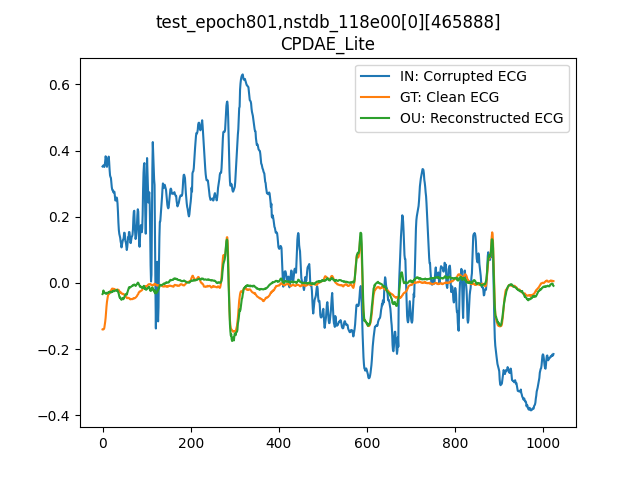 test_epoch801,nstdb_118e00[0][465888]
CPDAE_Lite
IN: Corrupted ECG
GT: Clean ECG
OU: Reconstructed ECG
0.6
0.4
0.2
0.0
−0.2
−0.4
0 200 400 600 800 1000